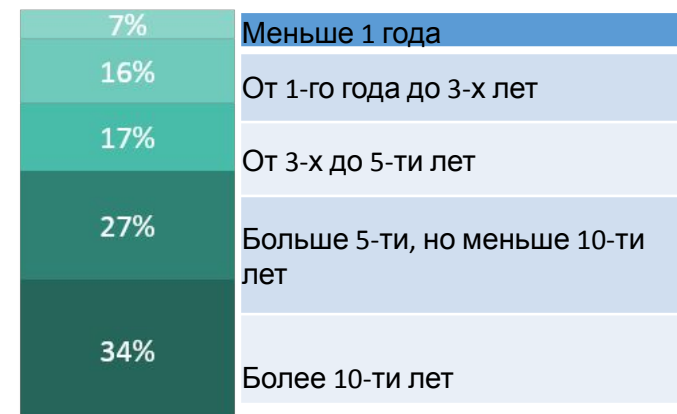 7%
Меньше 1 года
16%
От 1-го года до 3-х лет
17%
От 3-х до 5-ти лет
27%
Больше 5-ти, но меньше 10-ти
лет
34%
Более 10-ти лет